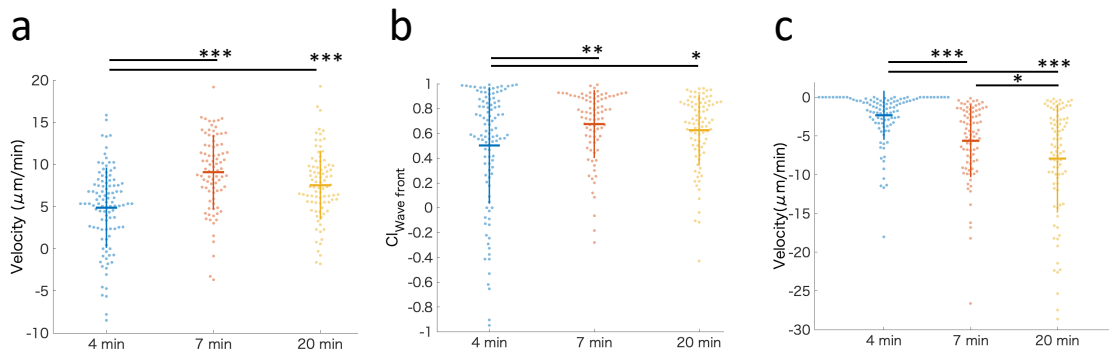 a
***
***
Velocity (μm/min)
20
15
10
5
0
-5
-10
4 min
7 min
20 min
b
**
*
CI Wave front
1
0.8
0.6
0.4
0.2
0
-0.2
-0.4
-0.6
-0.8
-1
4 min
7 min
20 min
c
***
***
*
Velocity(μm/min)
0
-5
-10
-15
-20
-25
-30
4 min
7 min
20 min